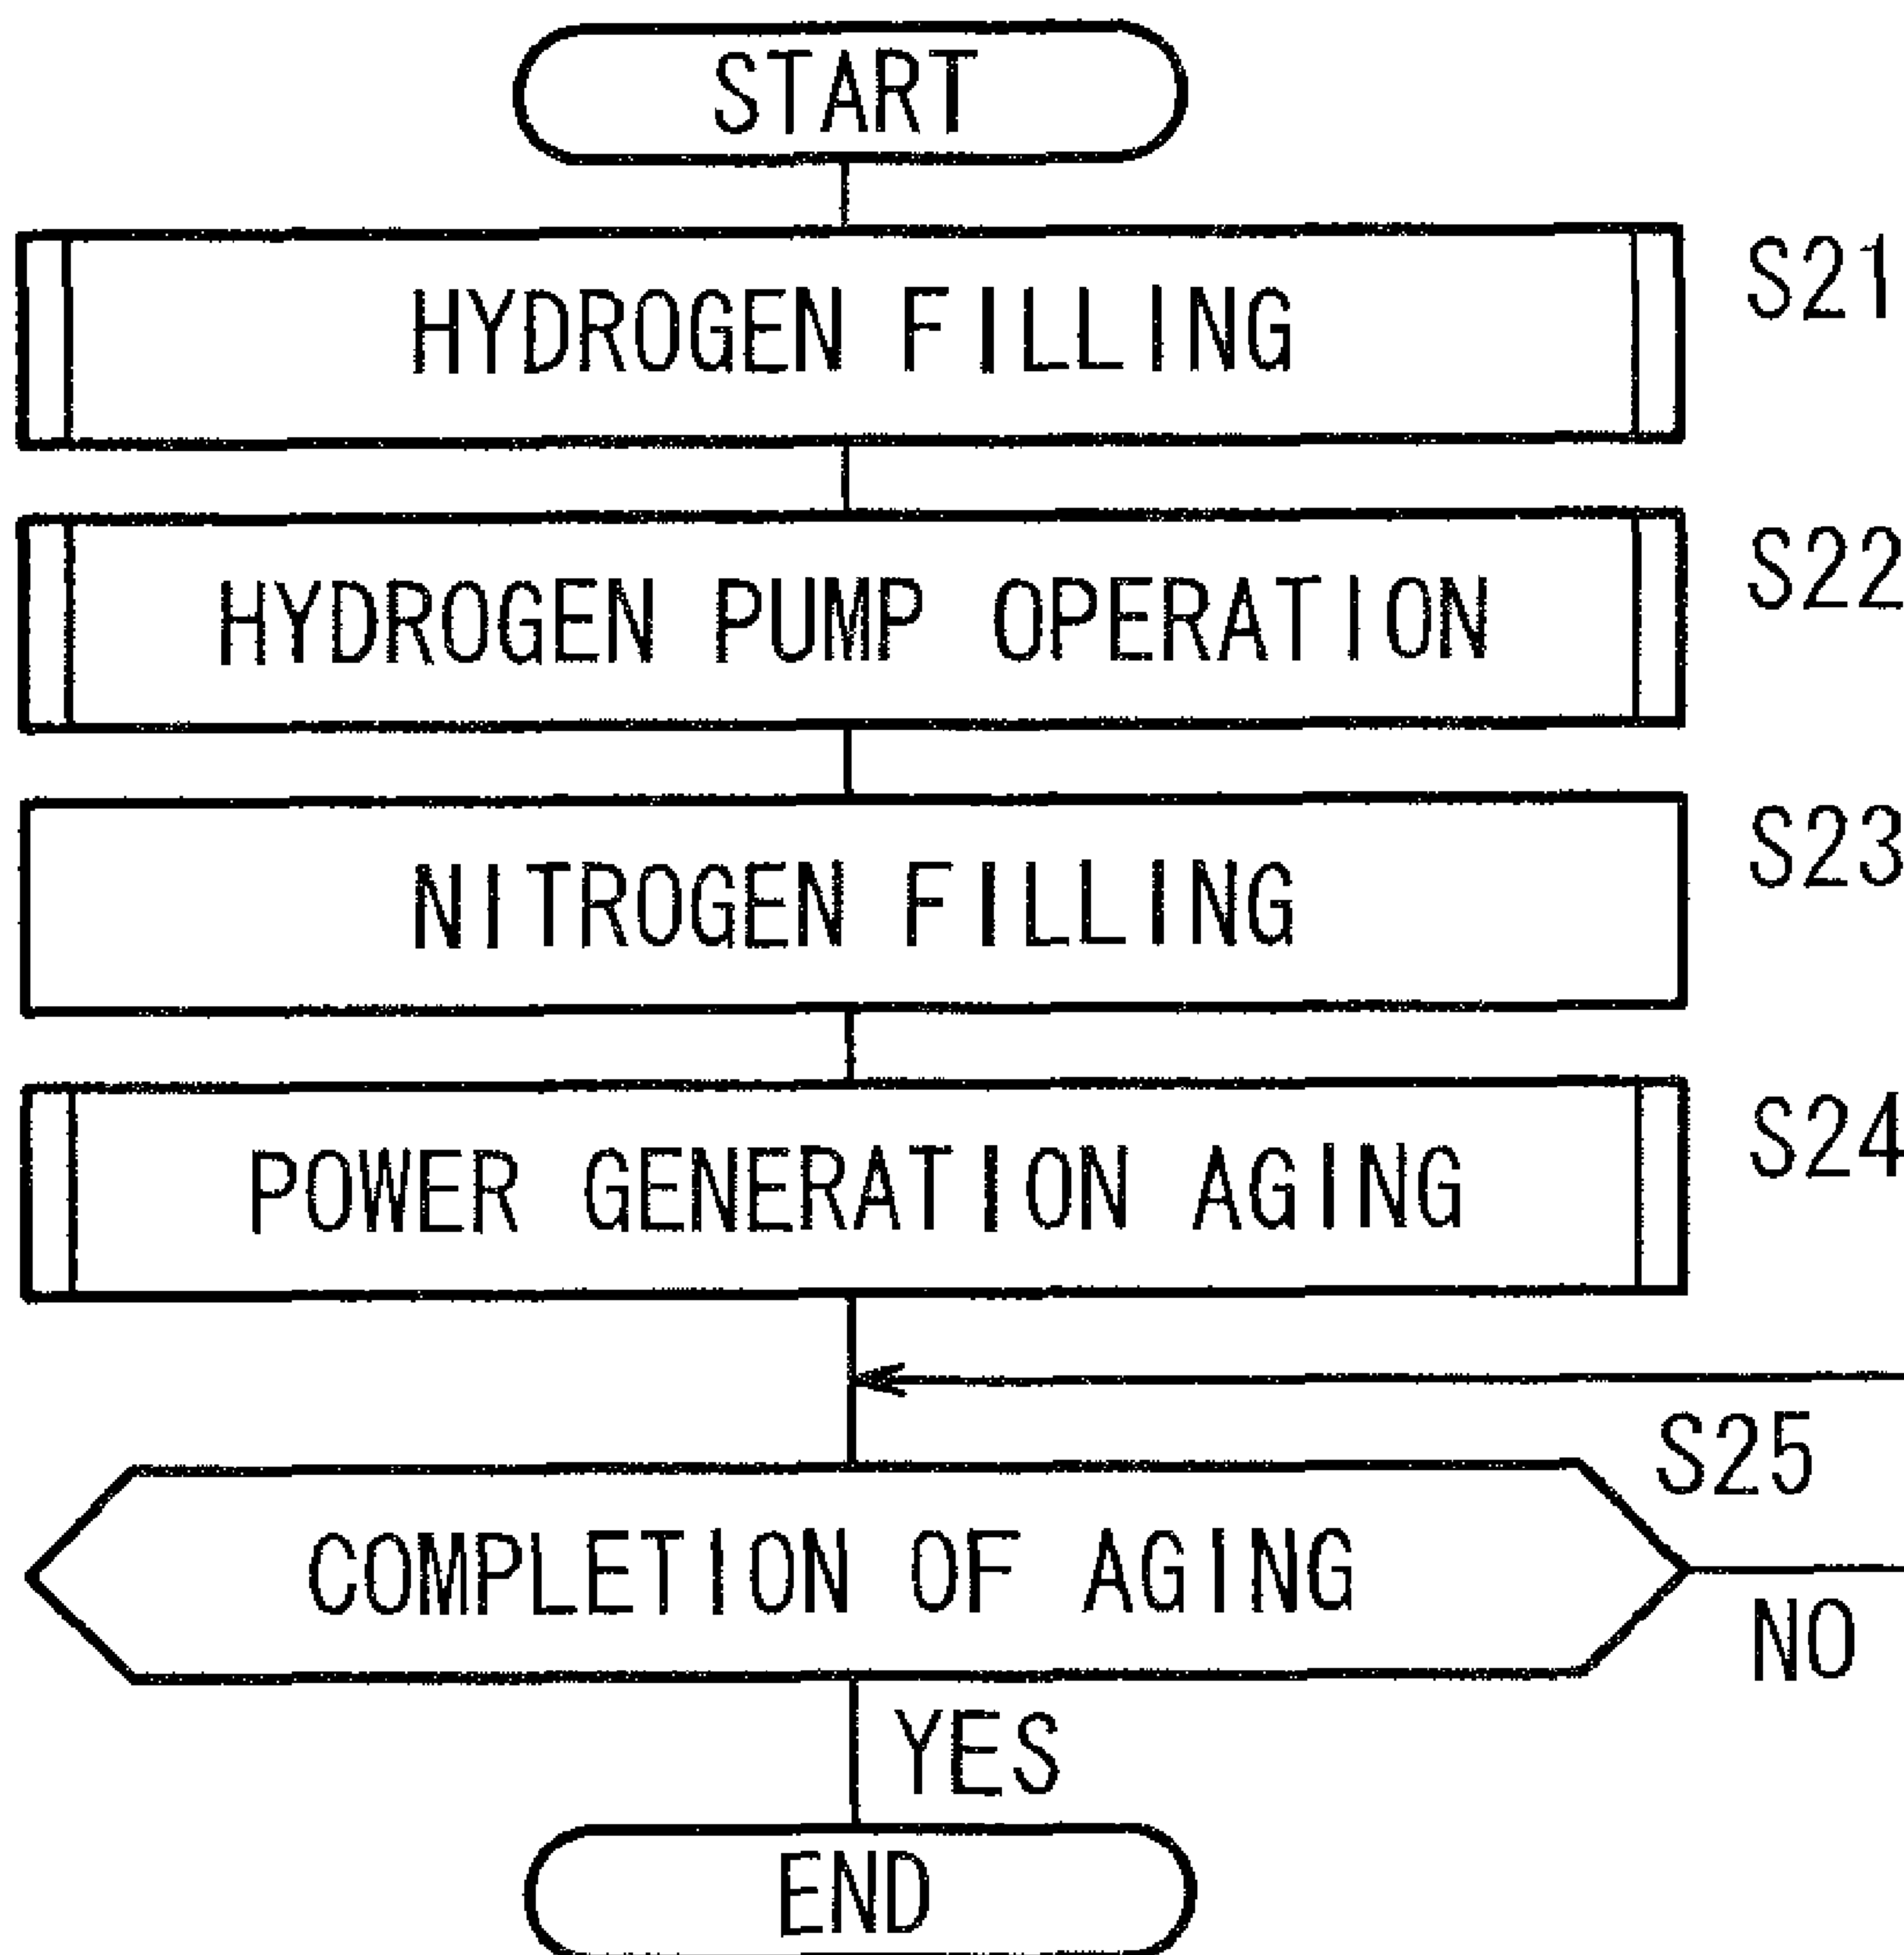 START
HYDROGEN FILLING S21
HYDROGEN PUMP OPERATION S22
NITROGEN FILLING S23
POWER GENERATION AGING S24
S25
COMPLETION OF AGING
NO
YES
END